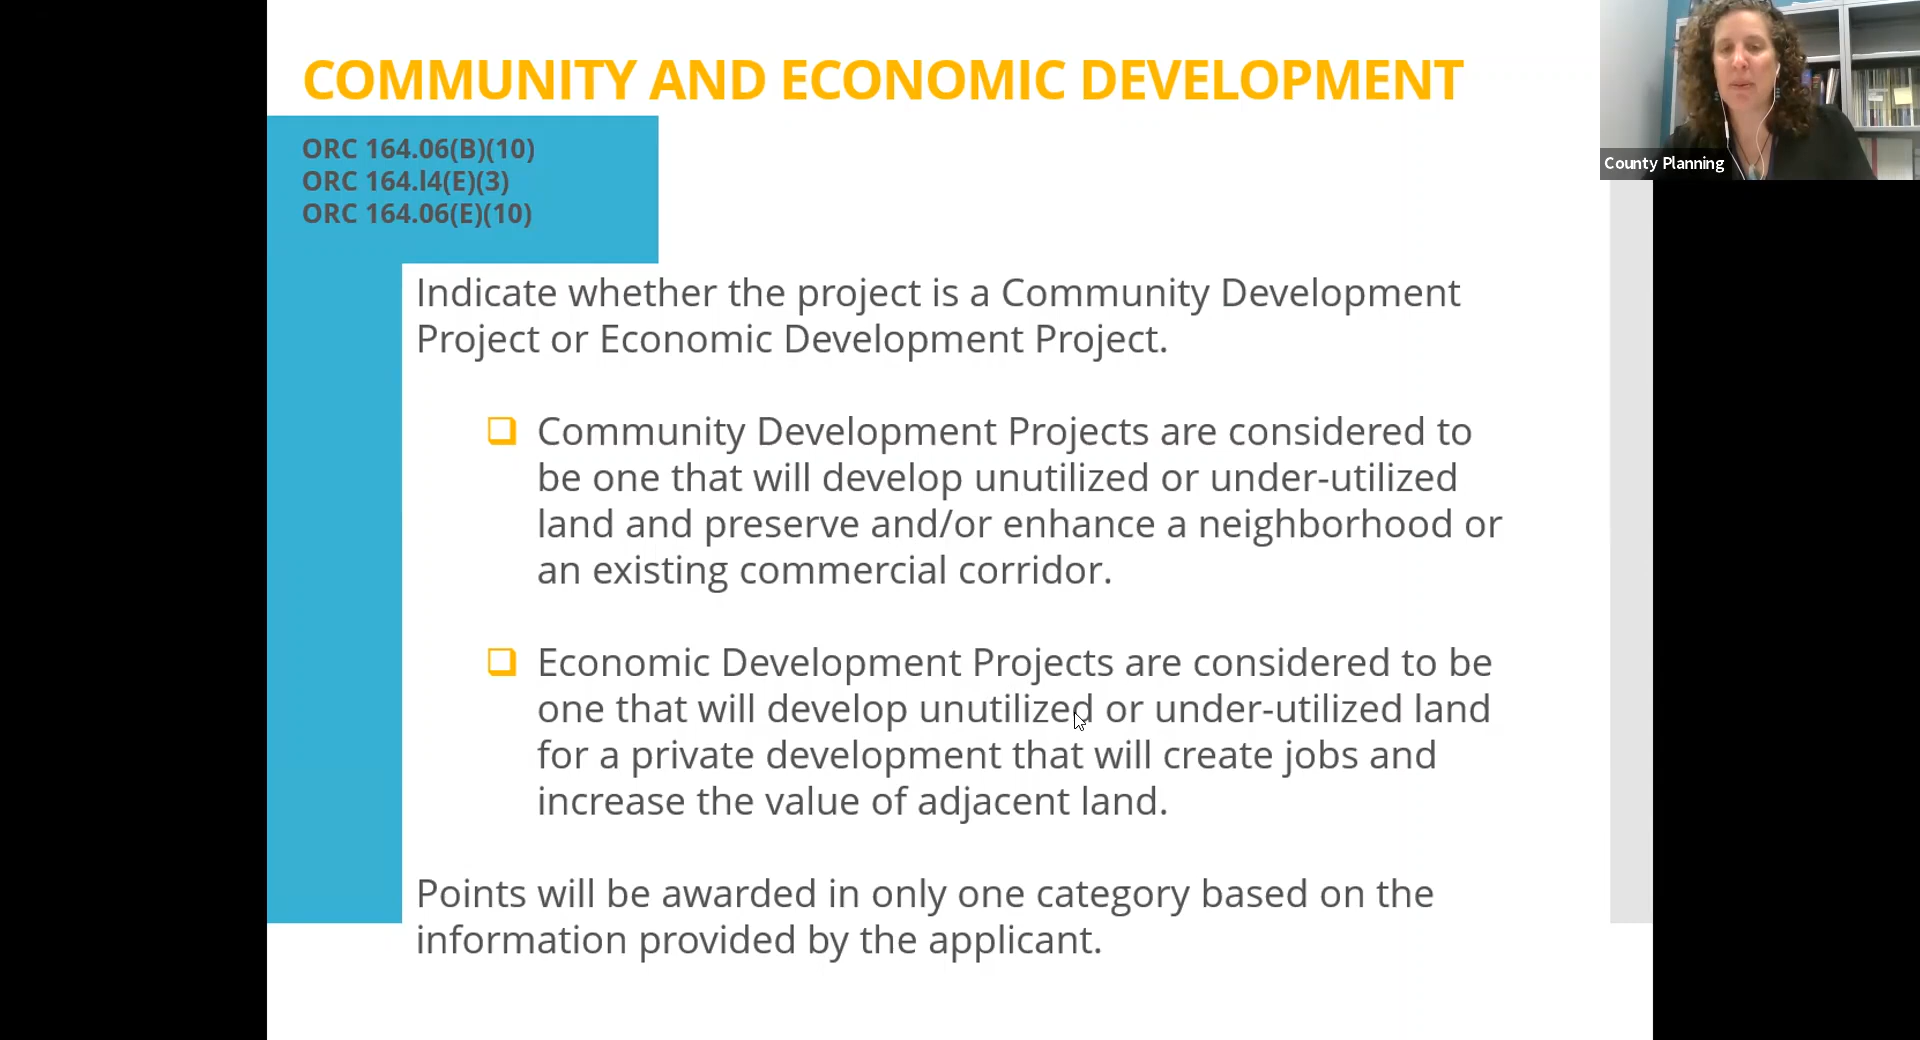 COMMUNITY AND ECONOMIC DEVELOPMENT
ORC 164.06(B)(10)
ORC 164.l4(E)(3)
ORC 164.06(E)(10)
County Planning
Indicate whether the project is a Community Development
Project or Economic Development Project.
Community Development Projects are considered to
be one that will develop unutilized or under-utilized
land and preserve and/or enhance a neighborhood or
an existing commercial corridor.
Economic Development Projects are considered to be
one that will develop unutilized or under-utilized land
for a private development that will create jobs and
increase the value of adjacent land.
Points will be awarded in only one category based on the
information provided by the applicant.